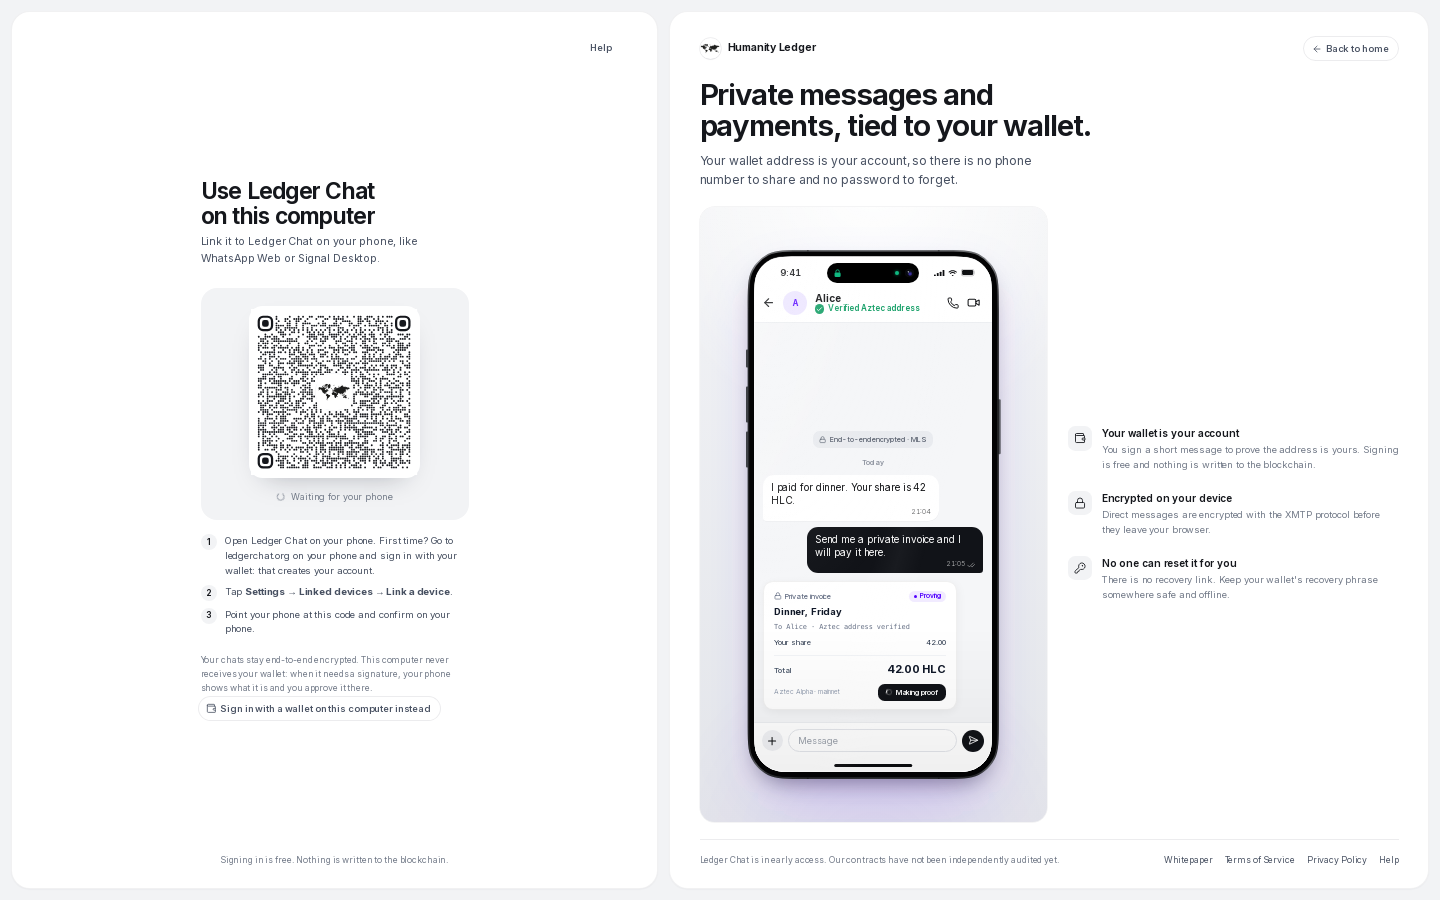 Help
Use Ledger Chat
on this computer
Link it to Ledger Chat on your phone, like
WhatsApp Web or Signal Desktop.
Waiting for your phone
1 Open Ledger Chat on your phone. First time? Go to
ledgerchat.org on your phone and sign in with your
wallet: that creates your account.
2 Tap Settings → Linked devices → Link a device.
3 Point your phone at this code and confirm on your
phone.
Your chats stay end-to-end encrypted. This computer never
receives your wallet: when it needs a signature, your phone
shows what it is and you approve it there.
Sign in with a wallet on this computer instead
Signing in is free. Nothing is written to the blockchain.
Humanity Ledger
← Back to home
Private messages and
payments, tied to your wallet.
Your wallet address is your account, so there is no phone
number to share and no password to forget.
9:41
A
Alice
Verified Aztec address
End-to-end encrypted · MLS
Today
I paid for dinner. Your share is 42
HLC.
21:04
Send me a private invoice and I
will pay it here.
21:05
Private invoice
Proving
Dinner, Friday
To Alice · Aztec address verified
Your share 42.00
Total 42.00 HLC
Aztec Alpha · mainnet
Making proof
Message
Your wallet is your account
You sign a short message to prove the address is yours. Signing
is free and nothing is written to the blockchain.
Encrypted on your device
Direct messages are encrypted with the XMTP protocol before
they leave your browser.
No one can reset it for you
There is no recovery link. Keep your wallet's recovery phrase
somewhere safe and offline.
Ledger Chat is in early access. Our contracts have not been independently audited yet.
Whitepaper Terms of Service Privacy Policy Help